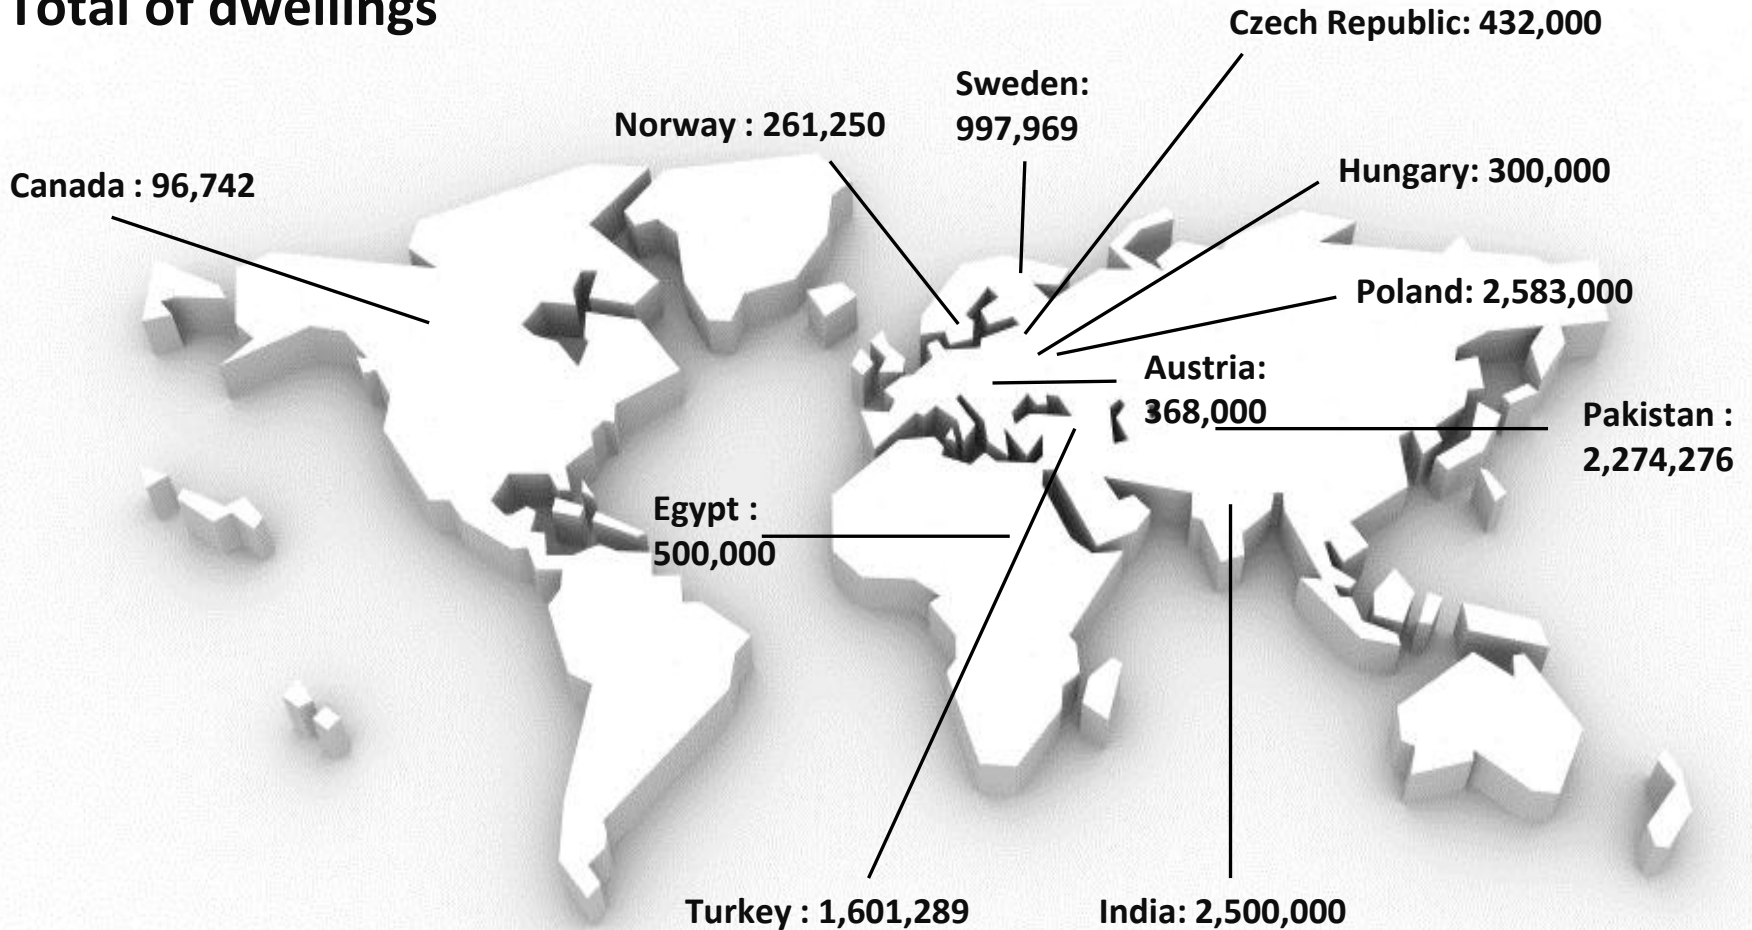 Total of dwellings
Czech Republic: 432,000
Sweden:
997,969
Norway : 261,250
Hungary: 300,000
Canada : 96,742
Poland: 2,583,000
Austria:
368,000
Pakistan :
2,274,276
Egypt :
500,000
Turkey : 1,601,289
India: 2,500,000